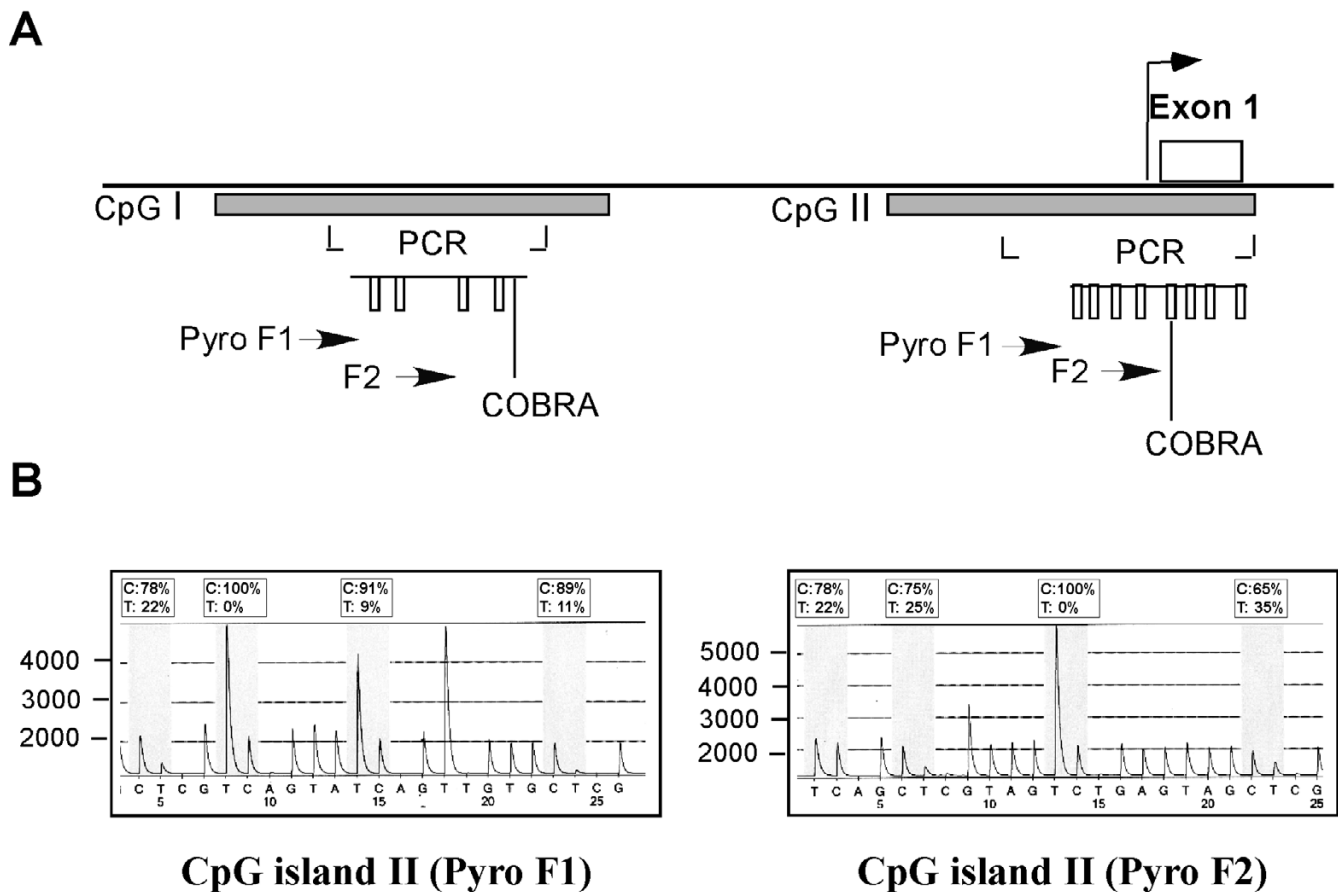 A
Exon 1
CpG I
CpG II
PCR
PCR
Pyro F1
F2
COBRA
Pyro F1
F2
COBRA
B
C:78% C:100% C:91% C:89%
T: 22% T: 0% T: 9% T: 11%
4000
3000
2000
C T C G T C A G T A T C A G T T G T G C T C G
5 10 15 20 25
CpG island II (Pyro F1)
C:78% C:75% C:100% C:65%
T: 22% T: 25% T: 0% T: 35%
5000
4000
3000
2000
T C A G C T C G T A G T C T G A G T A G C T C G
5 10 15 20 25
CpG island II (Pyro F2)